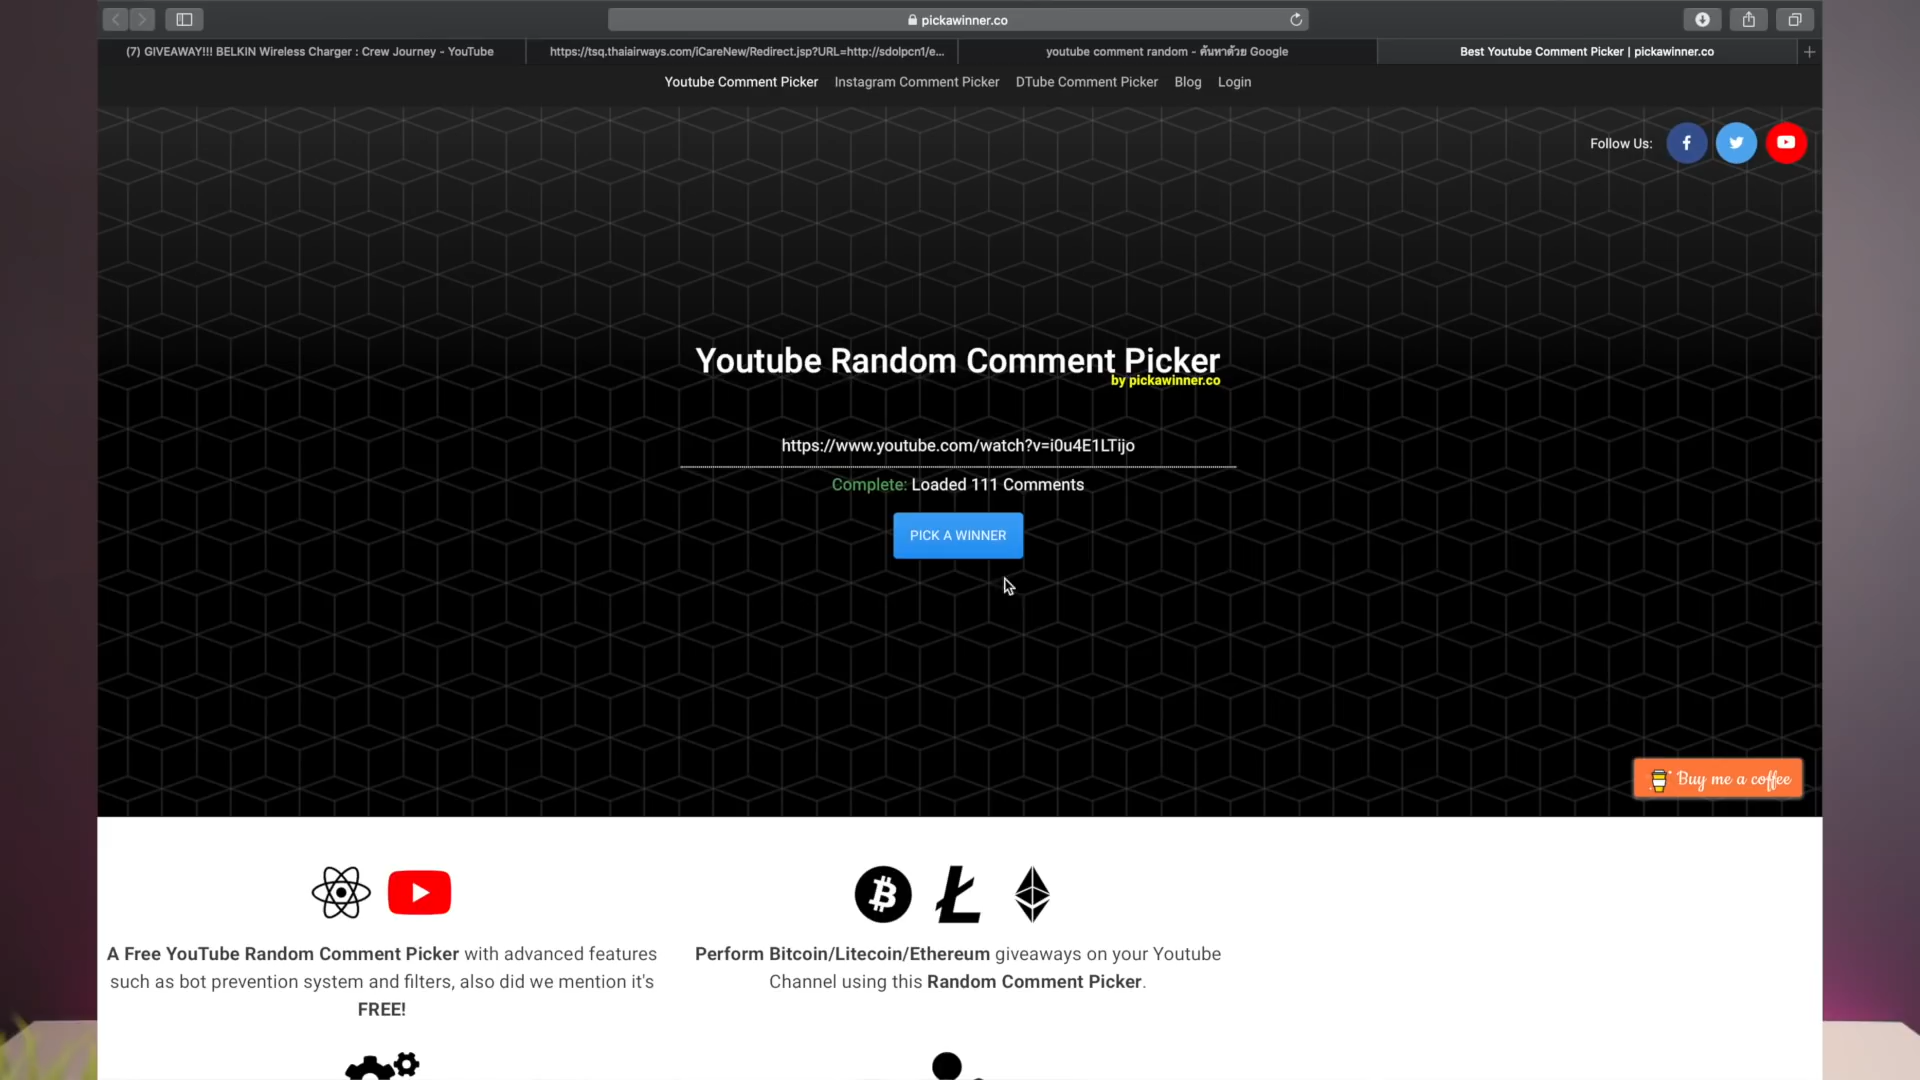 pickawinner.co
(7) GIVEAWAY!!! BELKIN Wireless Charger : Crew Journey - YouTube
https://tsq.thaiairways.com/iCareNew/Redirect.jsp?URL=http://sdolpcn1/e...
youtube comment random - ค้นหาด้วย Google
Best Youtube Comment Picker | pickawinner.co
Youtube Comment Picker Instagram Comment Picker DTube Comment Picker Blog Login
Follow Us:
Youtube Random Comment Picker
by pickawinner.co
https://www.youtube.com/watch?v=i0u4E1LTijo
Complete: Loaded 111 Comments
PICK A WINNER
Buy me a coffee
A Free YouTube Random Comment Picker with advanced features
such as bot prevention system and filters, also did we mention it's
FREE!
Perform Bitcoin/Litecoin/Ethereum giveaways on your Youtube
Channel using this Random Comment Picker.